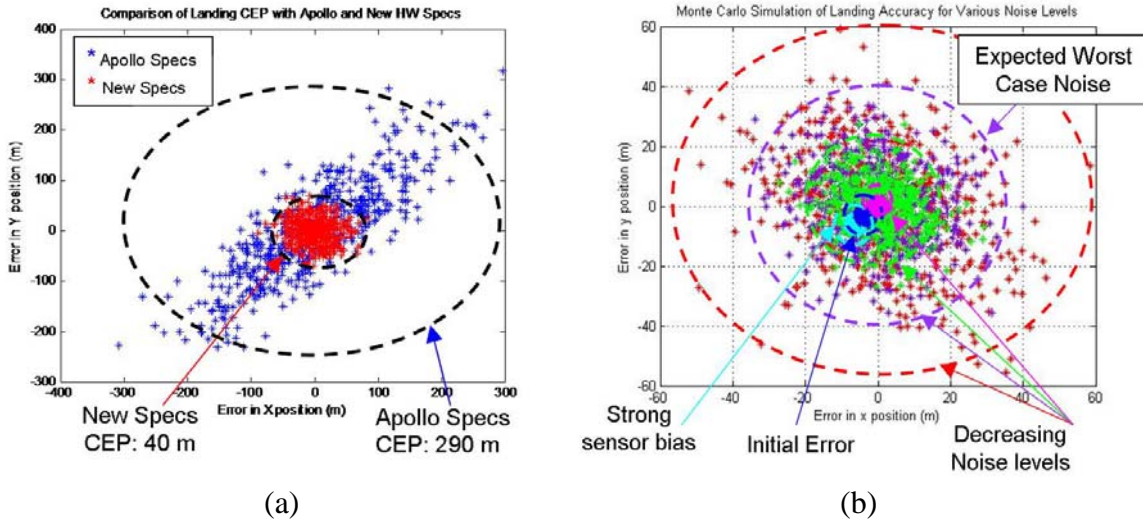 Comparison of Landing CEP with Apollo and New HW Specs
400
300
200
100
0
-100
-200
-300
-400
-300
-200
-100
0
100
200
300
Error in Y position (m)
Error in X position (m)
* Apollo Specs
* New Specs
New Specs
CEP: 40 m
Apollo Specs
CEP: 290 m
(a)
Monte Carlo Simulation of Landing Accuracy for Various Noise Levels
60
40
20
0
-20
-40
-60
-60
-40
-20
0
20
40
60
Error in y position (m)
Error in x position (m)
Expected Worst
Case Noise
Strong
sensor bias
Initial Error
Decreasing
Noise levels
(b)